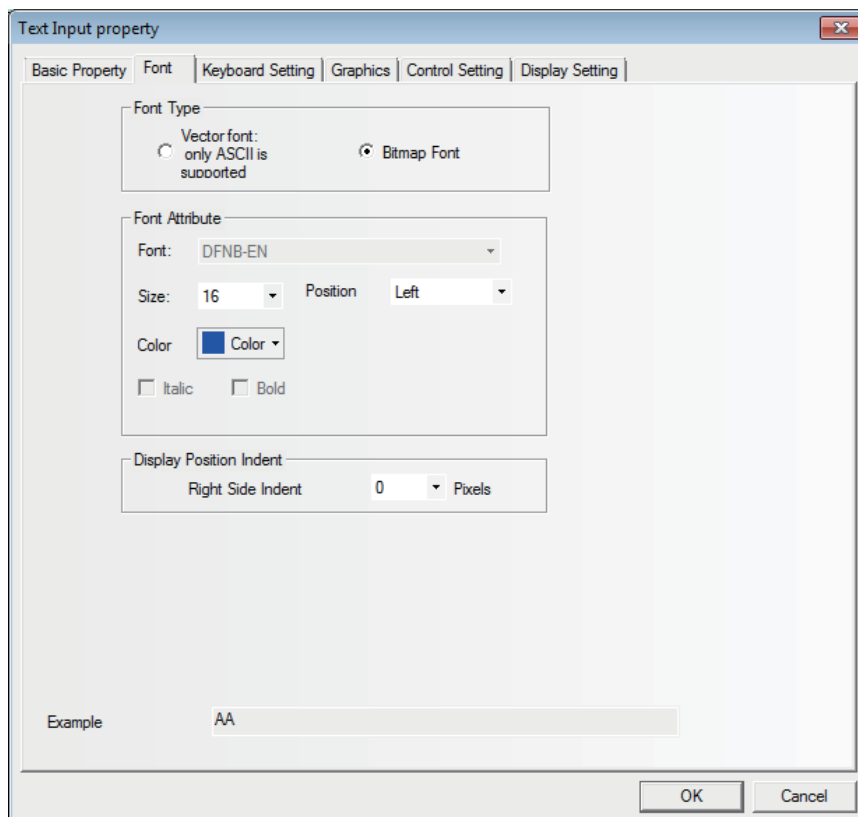 Text Input property
Basic Property Font Keyboard Setting Graphics Control Setting Display Setting
Font Type
Vector font:
only ASCII is
supported
Bitmap Font
Font Attribute
Font: DFNB-EN
Size: 16 Position Left
Color Color
Italic Bold
Display Position Indent
Right Side Indent 0 Pixels
Example AA
OK Cancel